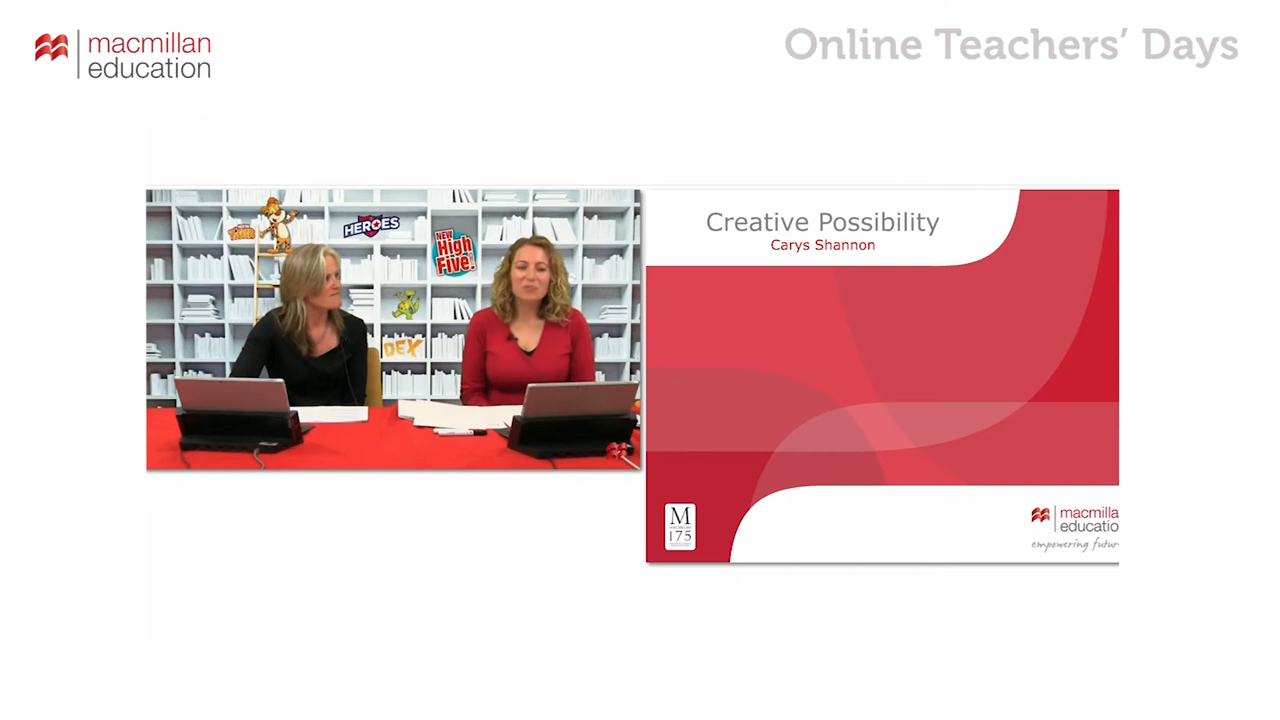 macmillan
education
Online Teachers’ Days
HEROES
NEW
High
Five!
DEX
Creative Possibility
Carys Shannon
M
175
macmilla
educatio
empowering futur